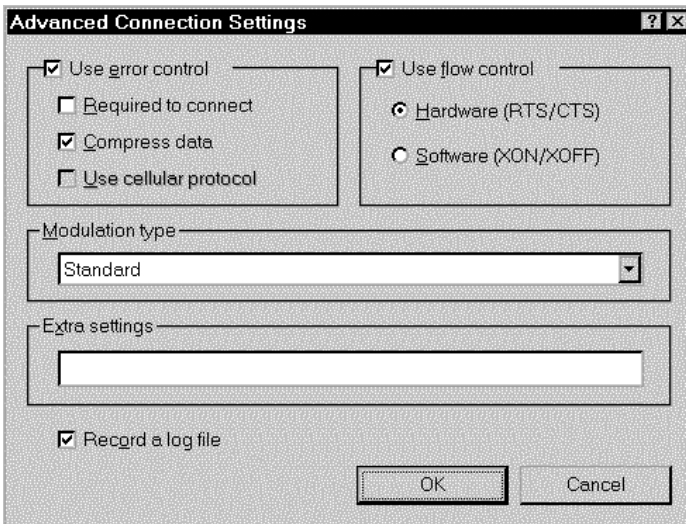 Advanced Connection Settings
Use error control
Required to connect
Compress data
Use cellular protocol
Use flow control
Hardware (RTS/CTS)
Software (XON/XOFF)
Modulation type
Standard
Extra settings
Record a log file
OK Cancel